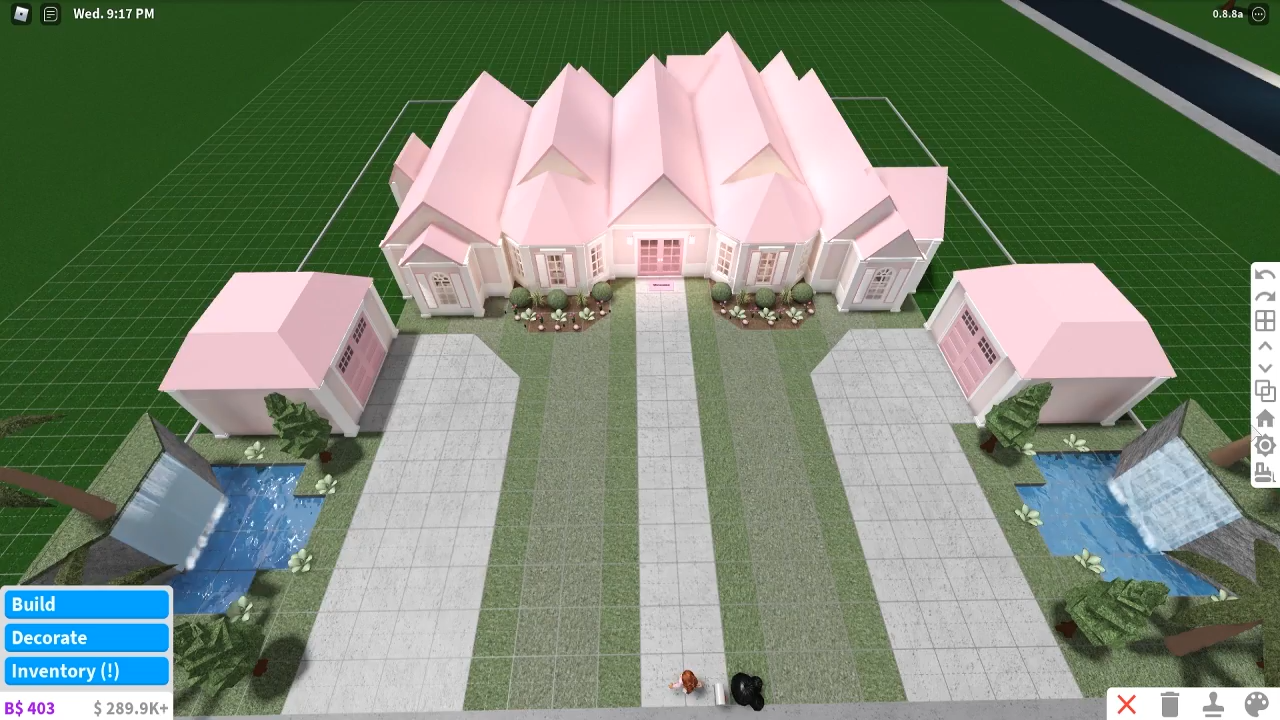 Wed. 9:17 PM
0.8.8a
Build
Decorate
Inventory (!)
B$ 403
$ 289.9K+